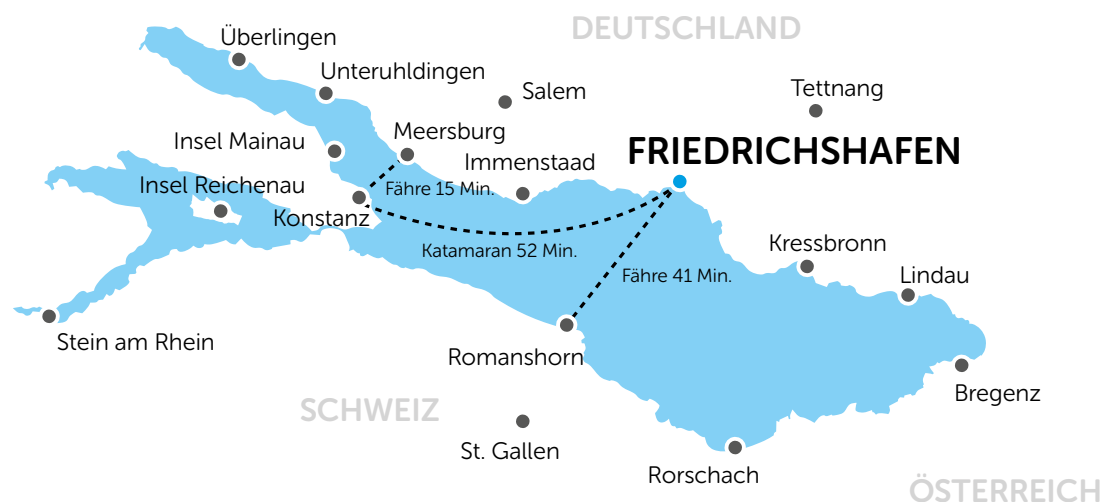 DEUTSCHLAND
Überlingen
Unteruhldingen
Salem
Tettnang
Insel Mainau
Meersburg
Immenstaad
FRIEDRICHSHAFEN
Insel Reichenau
Fähre 15 Min.
Konstanz
Katamaran 52 Min.
Kressbronn
Fähre 41 Min.
Lindau
Stein am Rhein
Romanshorn
Bregenz
SCHWEIZ
St. Gallen
Rorschach
ÖSTERREICH